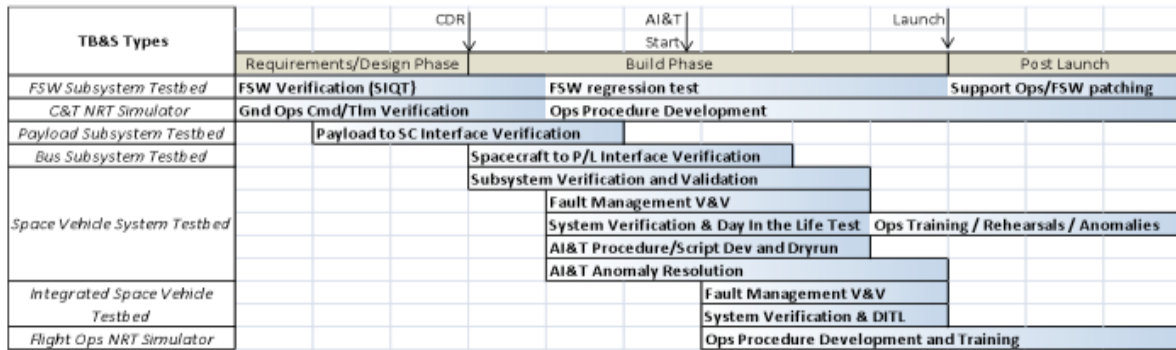 CDR
AI&T
Launch
TB&S Types
Start
Requirements/Design Phase
Build Phase
Post Launch
FSW Subsystem Testbed
FSW Verification (SIQT)
FSW regression test
Support Ops/FSW patching
C&T NRT Simulator
Gnd Ops Cmd/Tlm Verification
Ops Procedure Development
Payload Subsystem Testbed
Payload to SC Interface Verification
Bus Subsystem Testbed
Spacecraft to P/L Interface Verification
Space Vehicle System Testbed
Subsystem Verification and Validation
Fault Management V&V
System Verification & Day In the Life Test
Ops Training / Rehearsals / Anomalies
AI&T Procedure/Script Dev and Dryrun
AI&T Anomaly Resolution
Integrated Space Vehicle
Testbed
Fault Management V&V
System Verification & DITL
Flight Ops NRT Simulator
Ops Procedure Development and Training